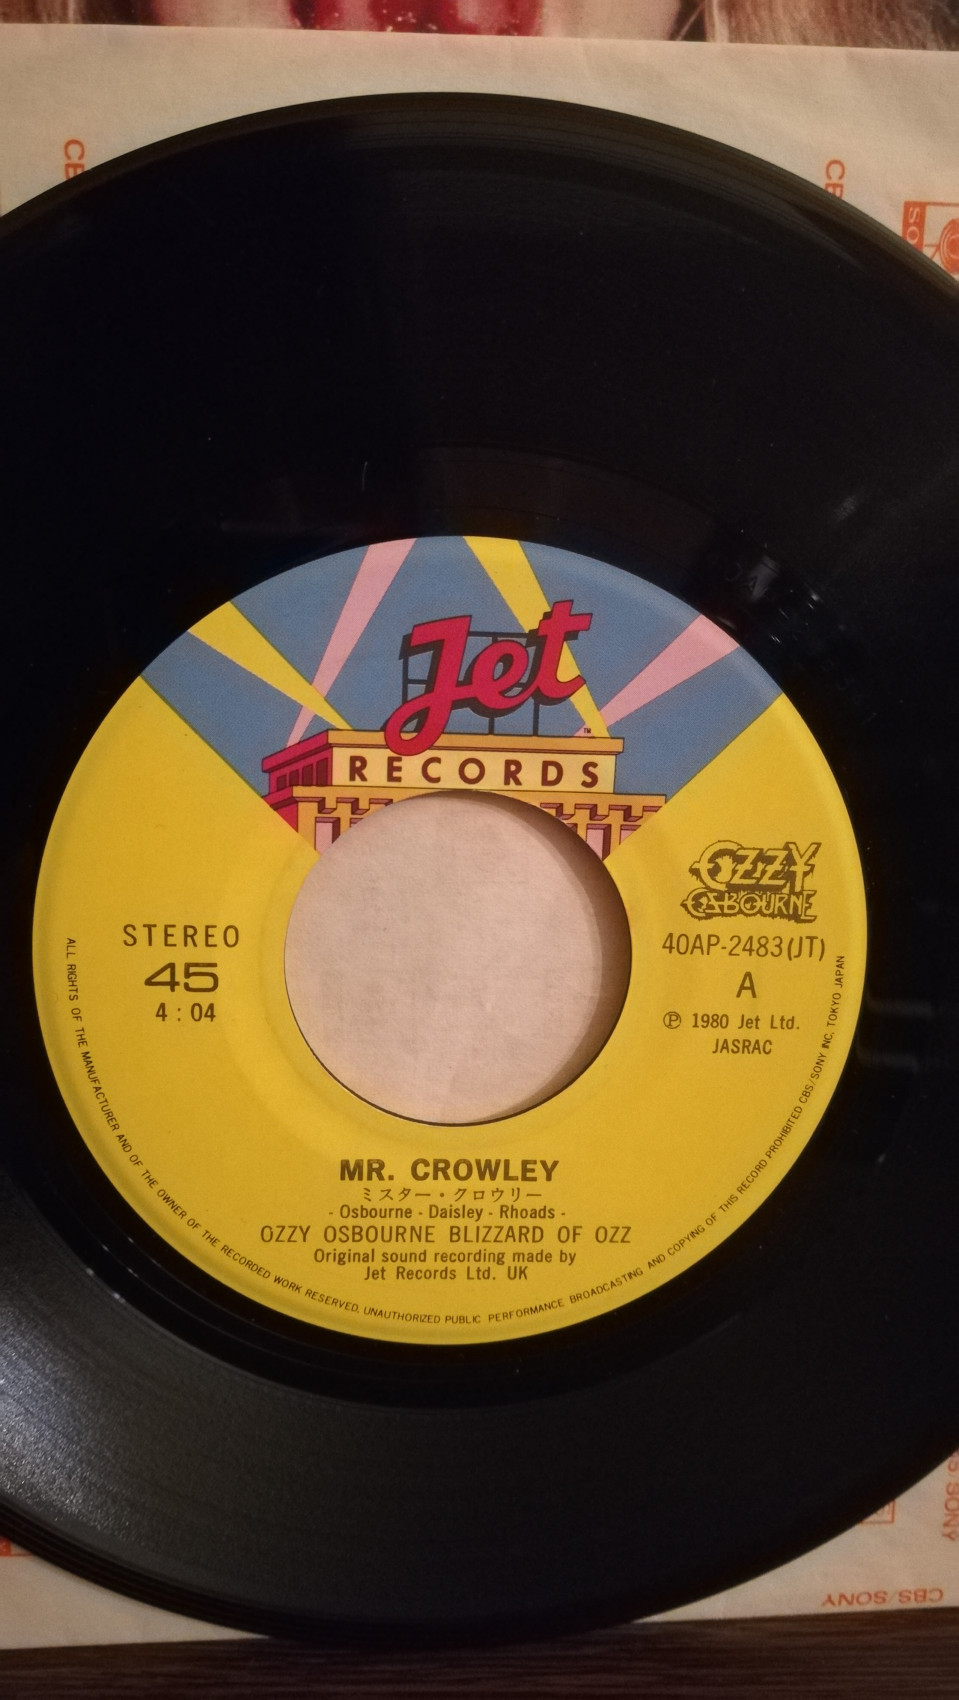 CBS/SONY
Jet
RECORDS
™
OZZY
OSBOURNE
STEREO
45
4:04
40AP-2483(JT)
A
Ⓟ 1980 Jet Ltd.
JASRAC
MR. CROWLEY
ミスター・クロウリー
- Osbourne - Daisley - Rhoads -
OZZY OSBOURNE BLIZZARD OF OZZ
Original sound recording made by
Jet Records Ltd. UK
ALL RIGHTS OF THE MANUFACTURER AND OF THE OWNER OF THE RECORDED WORK RESERVED, UNAUTHORIZED PUBLIC PERFORMANCE BROADCASTING AND COPYING OF THIS RECORD PROHIBITED CBS/SONY INC. TOKYO JAPAN